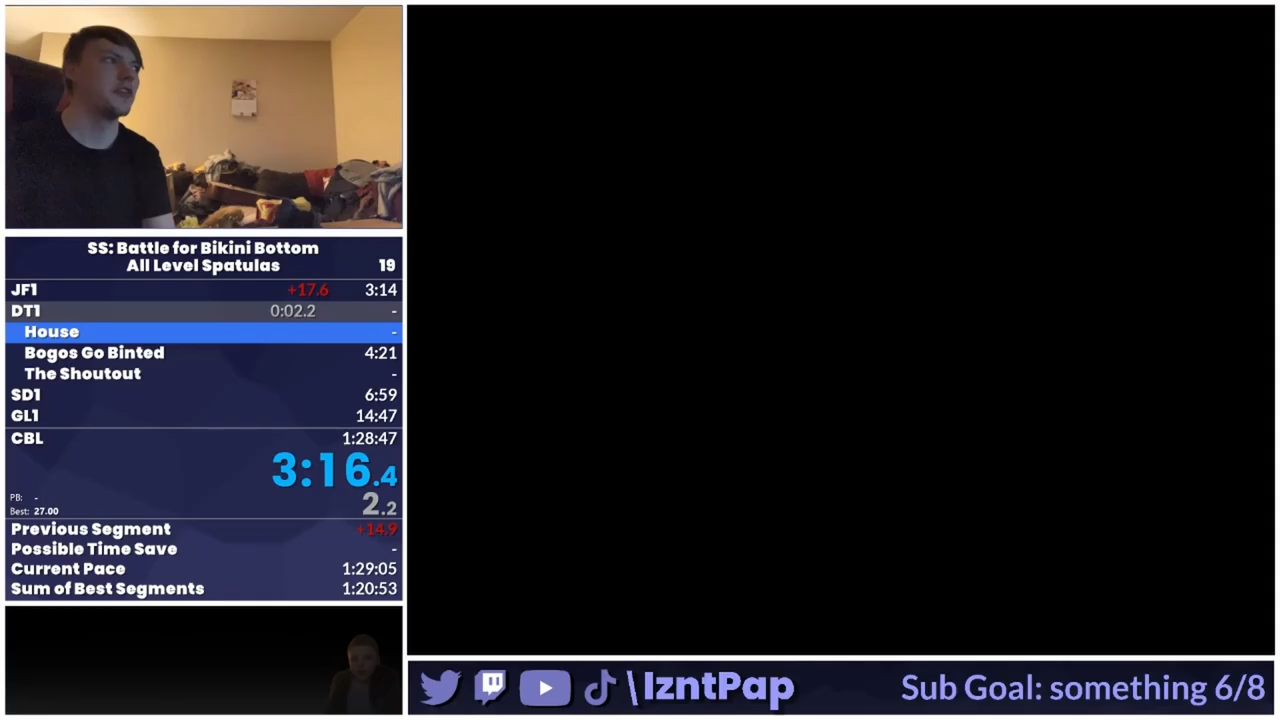 SS: Battle for Bikini Bottom
All Level Spatulas 19
JF1 +17.6 3:14
DT1 0:02.2 -
House -
Bogos Go Binted 4:21
The Shoutout -
SD1 6:59
GL1 14:47
CBL 1:28:47
3:16.4
PB: -
Best: 27.00 2.2
Previous Segment +14.9
Possible Time Save -
Current Pace 1:29:05
Sum of Best Segments 1:20:53
\IzntPap
Sub Goal: something 6/8